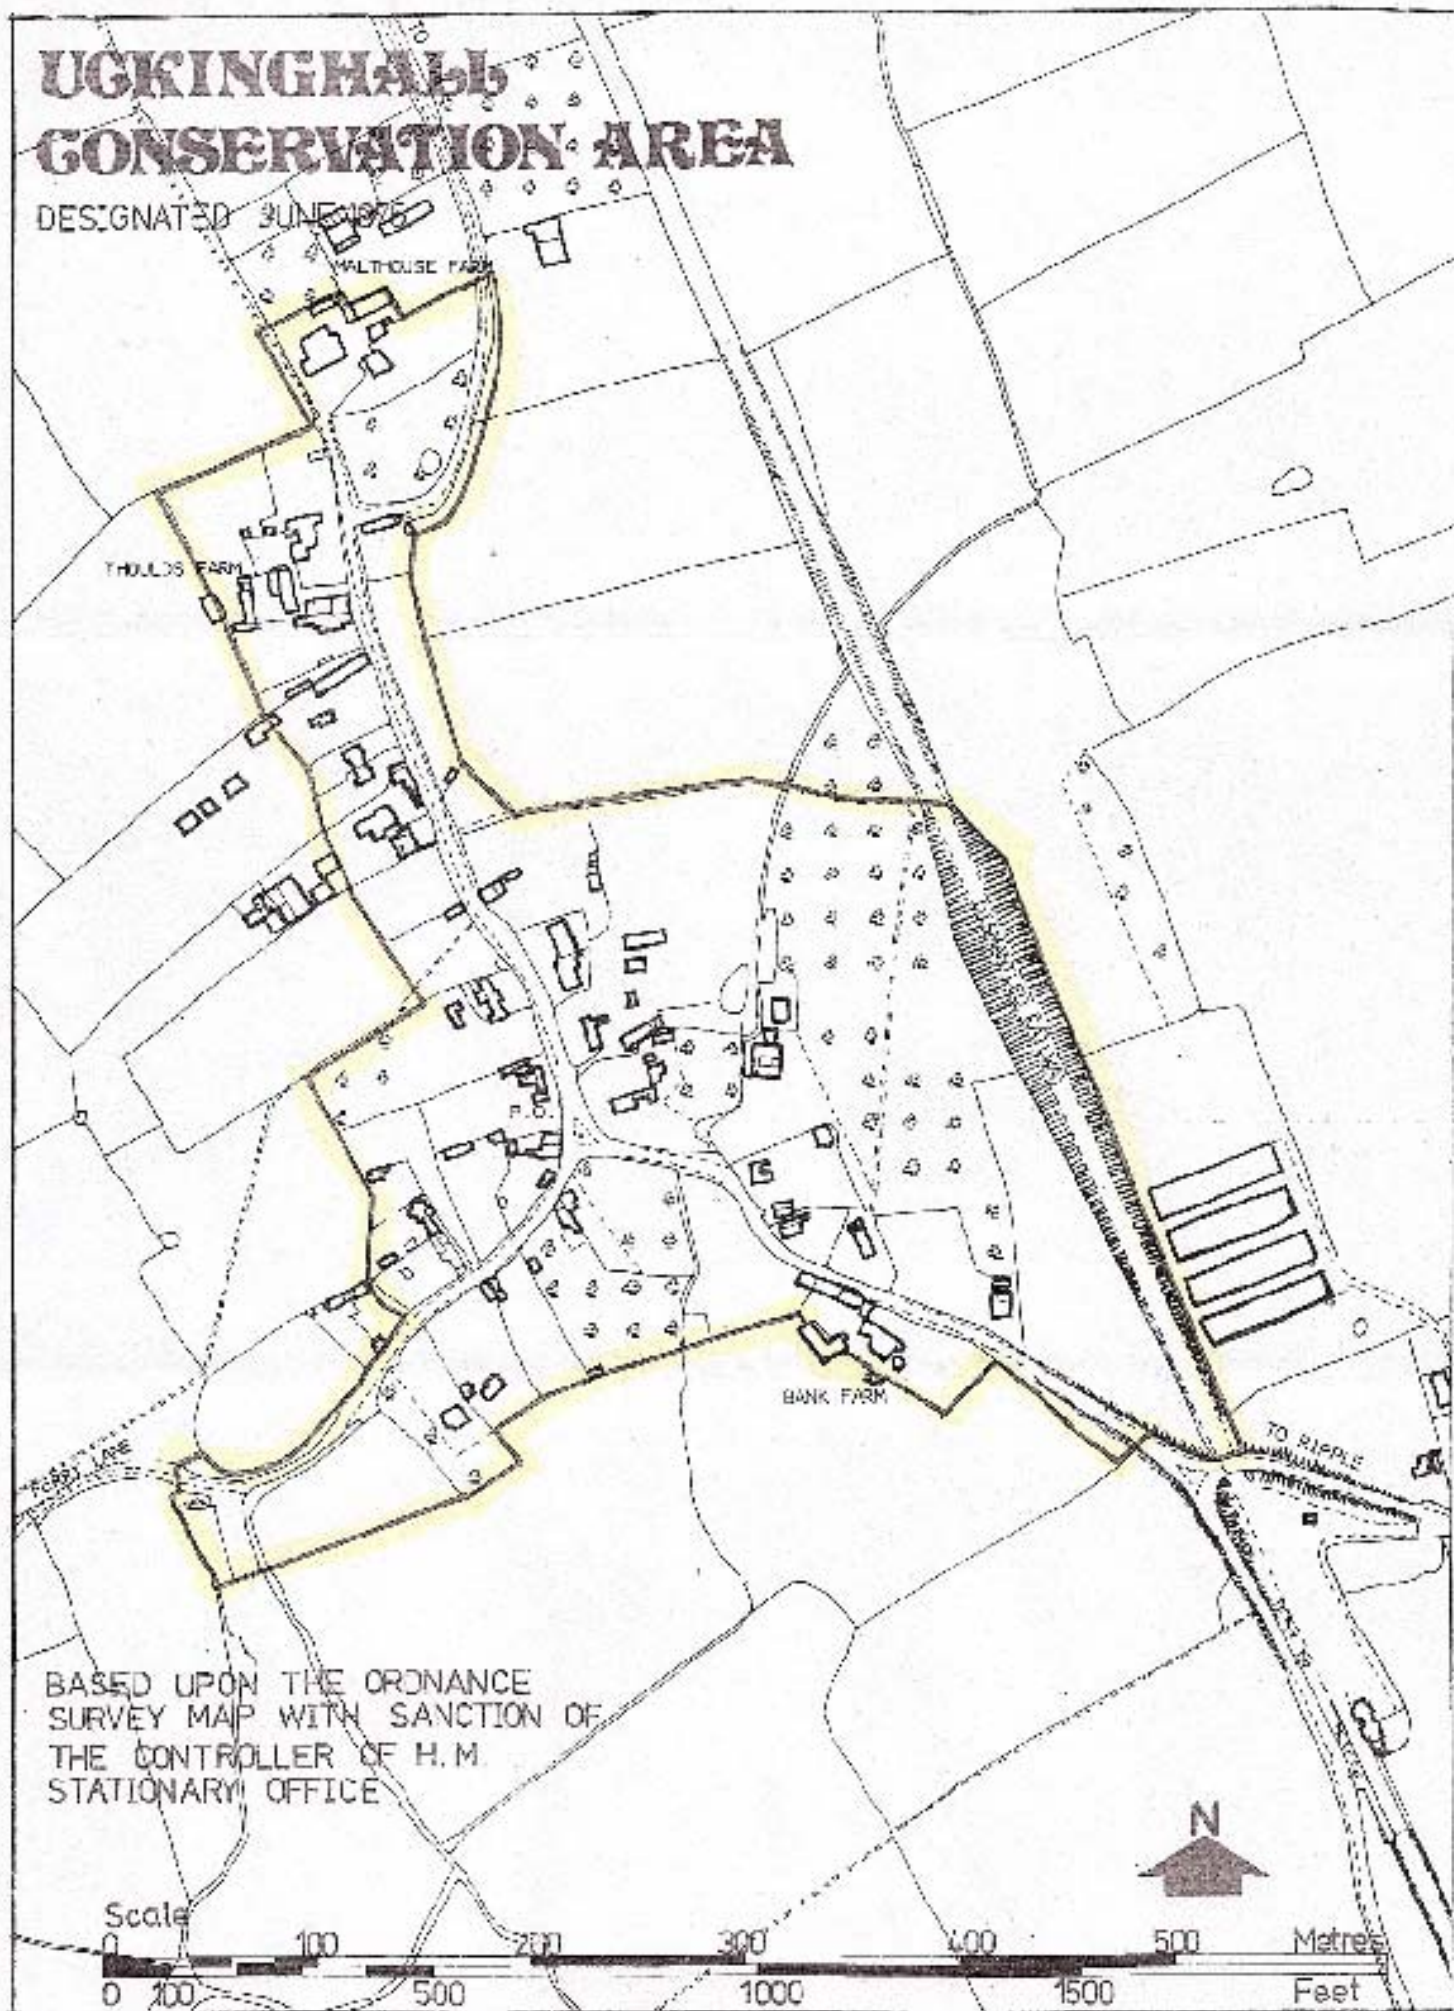 UCKINGHALL
CONSERVATION AREA
DESIGNATED JUNE 1975
MALTHOUSE FARM
THOULDS FARM
P.O.
BANK FARM
FERRY LANE
TO RIPPLE
BASED UPON THE ORDNANCE
SURVEY MAP WITH SANCTION OF
THE CONTROLLER OF H.M.
STATIONARY OFFICE
N
Scale
0 100 200 300 400 500 Metres
0 100 500 1000 1500 Feet